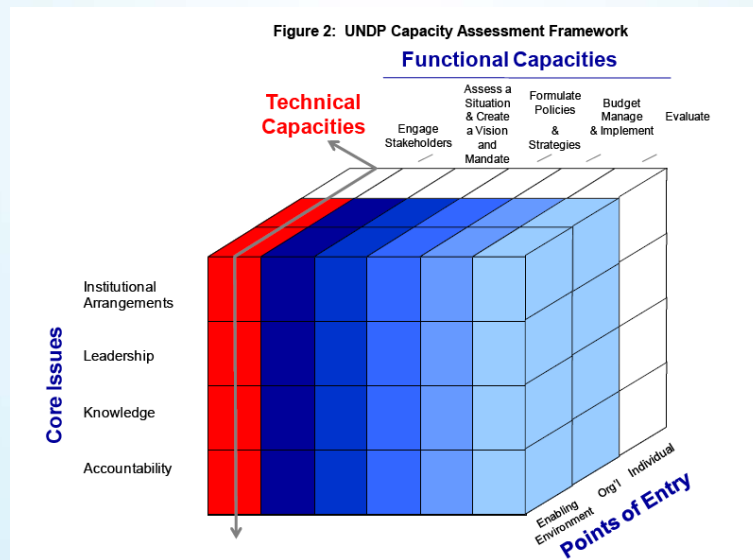 Figure 2: UNDP Capacity Assessment Framework
Functional Capacities
Technical
Capacities
Engage
Stakeholders
Assess a
Situation
& Create
a Vision
and
Mandate
Formulate
Policies
&
Strategies
Budget
Manage
& Implement
Evaluate
Core Issues
Institutional
Arrangements
Leadership
Knowledge
Accountability
Enabling
Environment
Org'l
Individual
Points of Entry